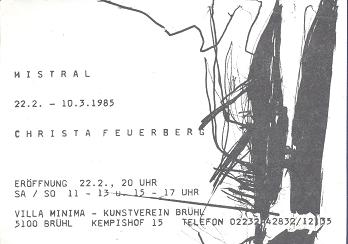 MISTRAL
22.2. - 10.3.1985
CHRISTA FEUERBERG
ERÖFFNUNG 22.2., 20 UHR
SA / SO 11 - 13 u. 15 - 17 UHR
VILLA MINIMA - KUNSTVEREIN BRÜHL
5100 BRÜHL KEMPISHOF 15 TELEFON 02232/42832/12135